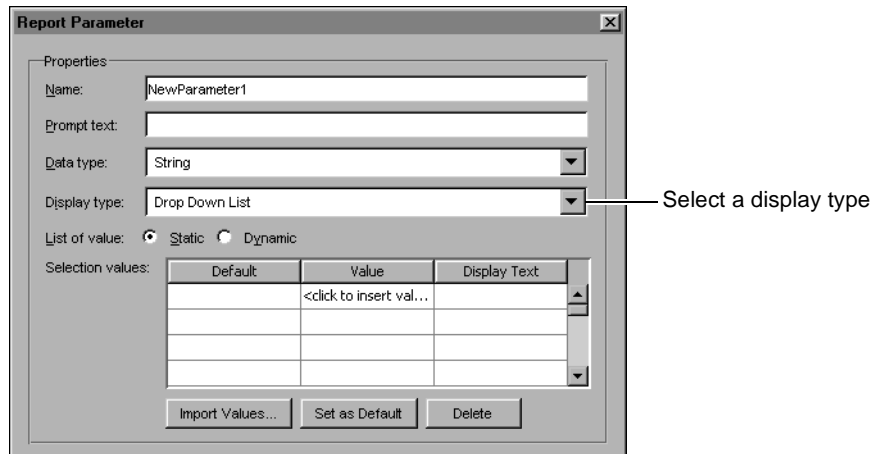 Report Parameter
Properties
Name: NewParameter1
Prompt text:
Data type: String
Display type: Drop Down List
Select a display type
List of value: Static Dynamic
Selection values: Default Value Display Text
<click to insert val...
Import Values... Set as Default Delete